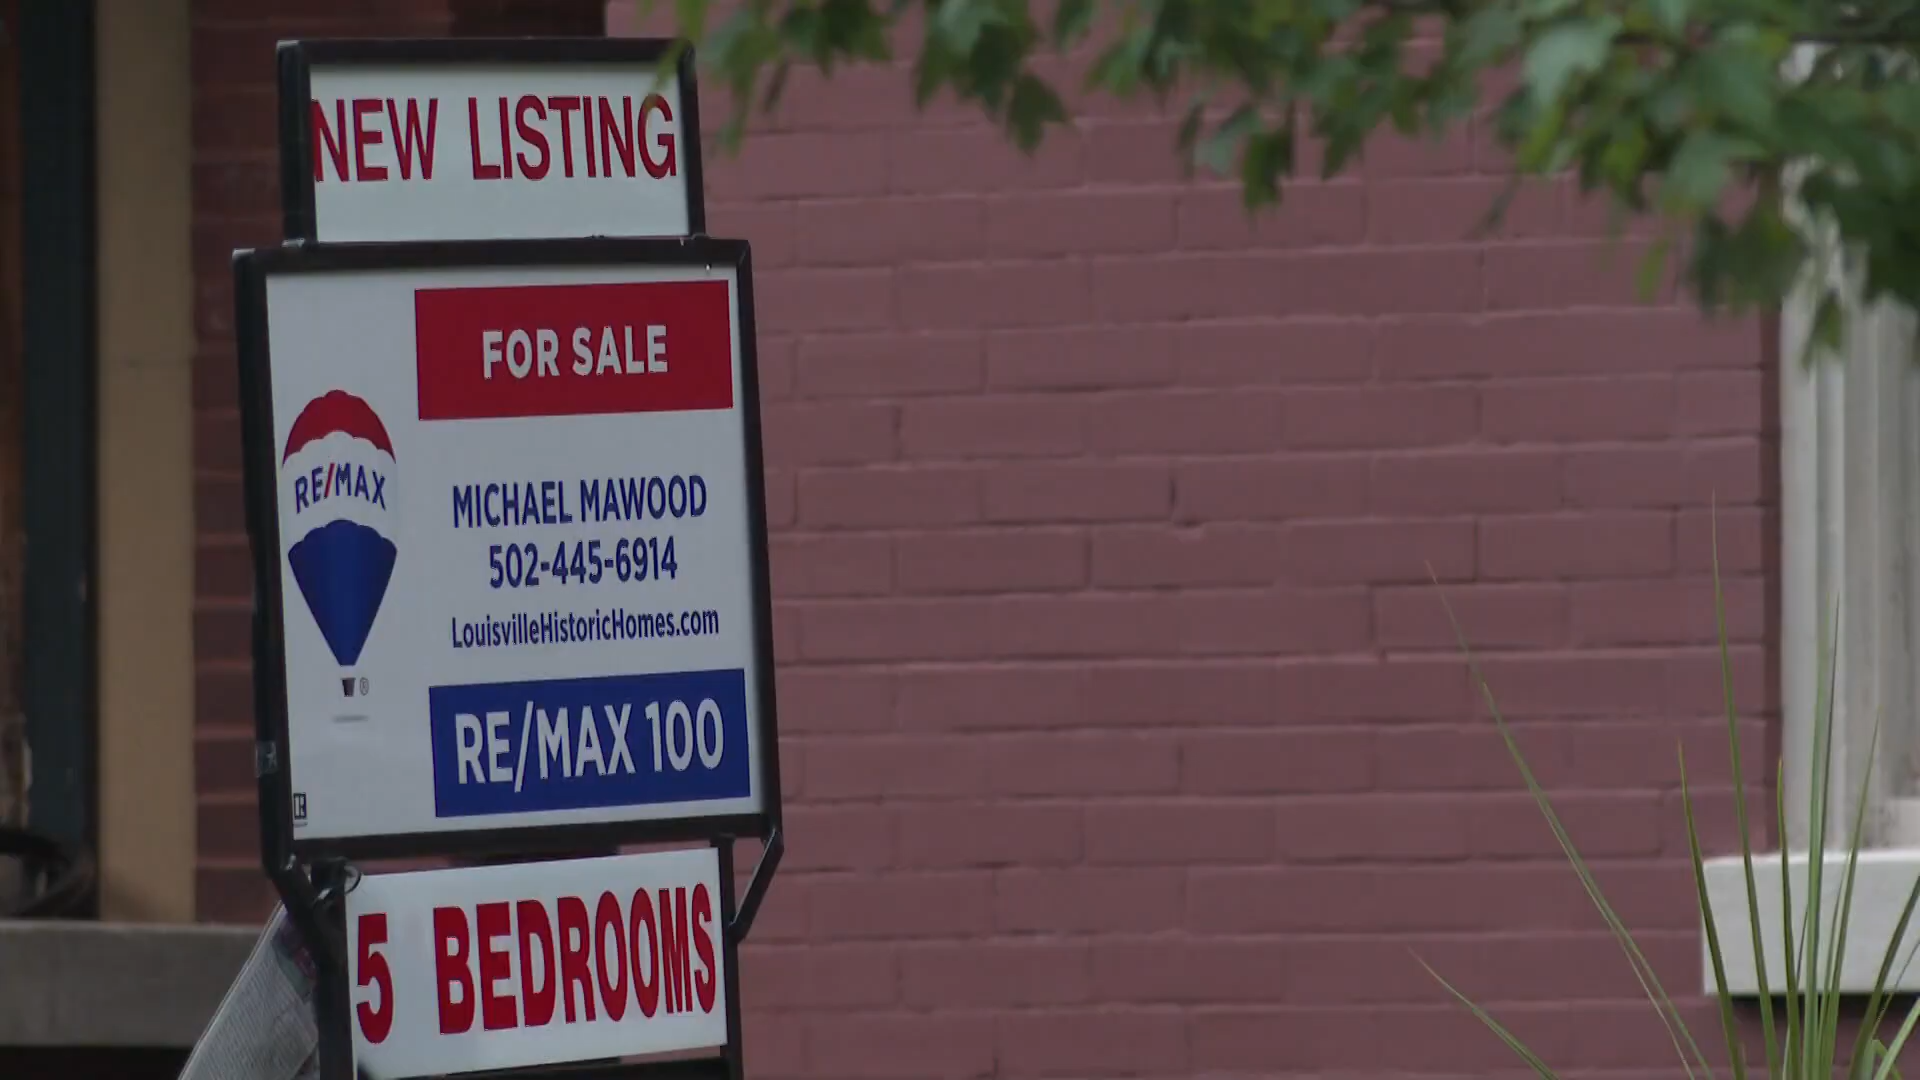 NEW LISTING
FOR SALE
RE/MAX
®
MICHAEL MAWOOD
502-445-6914
LouisvilleHistoricHomes.com
RE/MAX 100
R
5 BEDROOMS